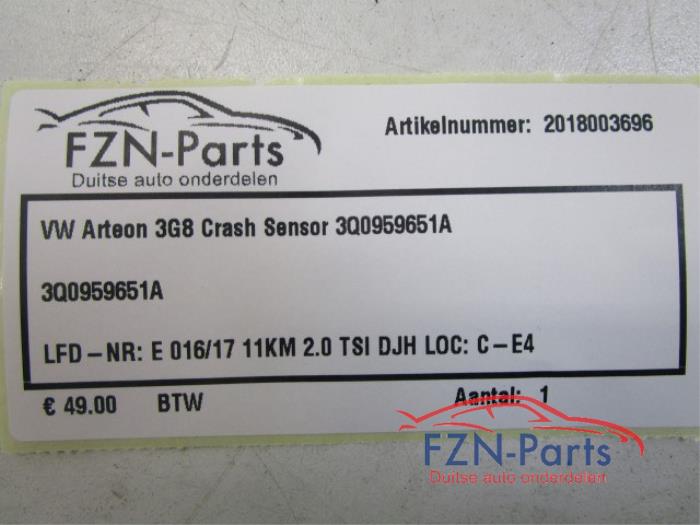 FZN-Parts
Duitse auto onderdelen
Artikelnummer: 2018003696
VW Arteon 3G8 Crash Sensor 3Q0959651A
3Q0959651A
LFD-NR: E 016/17 11KM 2.0 TSI DJH LOC: C-E4
€ 49.00 BTW Aantal: 1
FZN-Parts
Duitse auto onderdelen